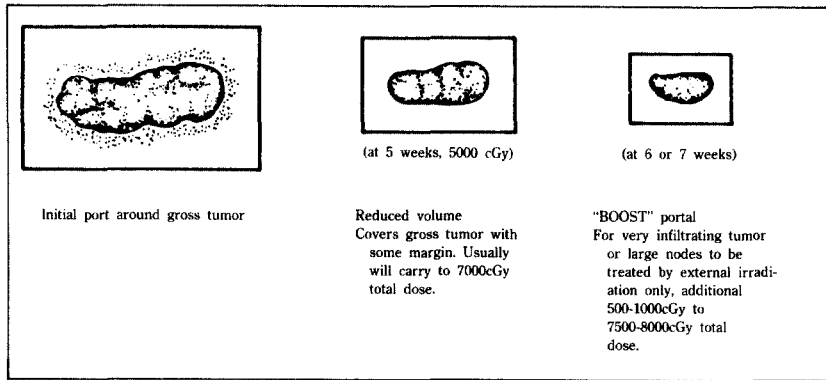 (at 5 weeks, 5000 cGy)
(at 6 or 7 weeks)
Initial port around gross tumor
Reduced volume
Covers gross tumor with
some margin. Usually
will carry to 7000cGy
total dose.
"BOOST" portal
For very infiltrating tumor
or large nodes to be
treated by external irradi-
ation only, additional
500-1000cGy to
7500-8000cGy total
dose.